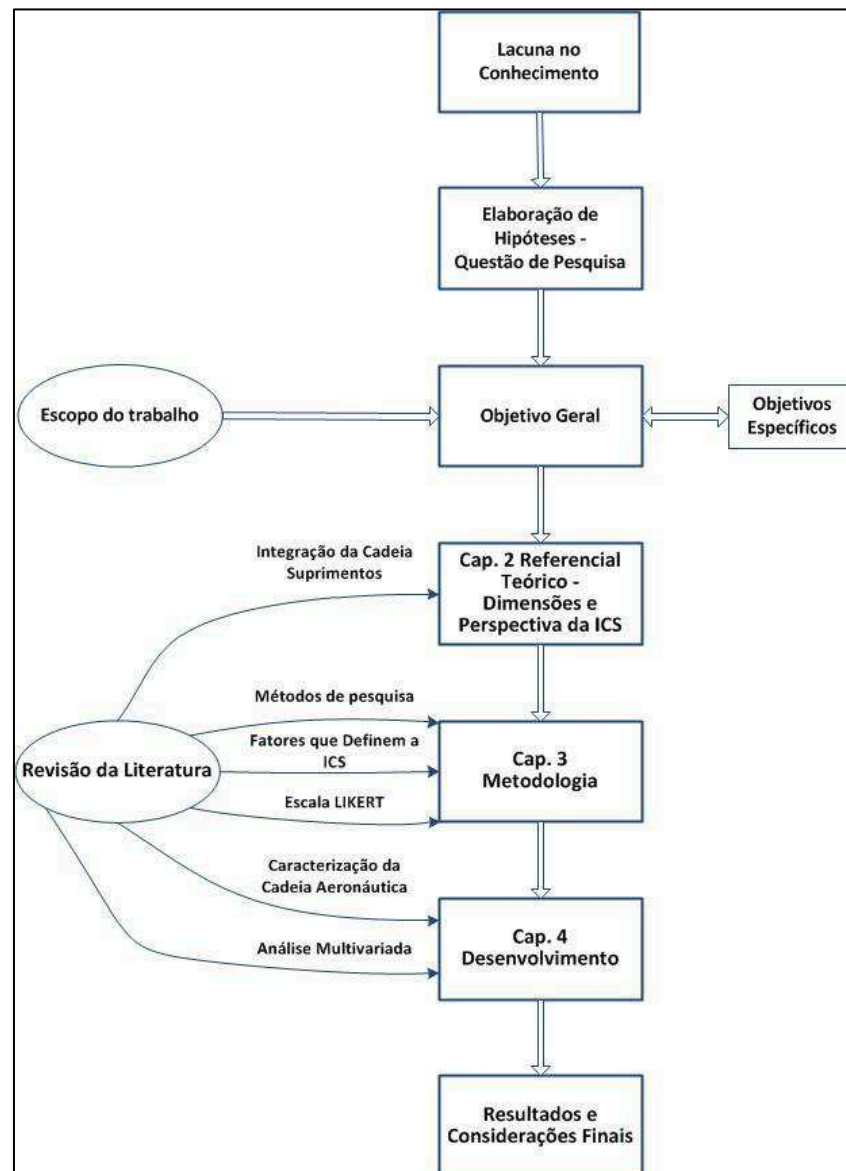 Lacuna no
Conhecimento
Elaboração de
Hipóteses -
Questão de Pesquisa
Escopo do trabalho
Objetivo Geral
Objetivos
Específicos
Integração da Cadeia
Suprimentos
Cap. 2 Referencial
Teórico -
Dimensões e
Perspectiva da ICS
Revisão da Literatura
Métodos de pesquisa
Fatores que Definem a
ICS
Escala LIKERT
Cap. 3
Metodologia
Caracterização da
Cadeia Aeronáutica
Análise Multivariada
Cap. 4
Desenvolvimento
Resultados e
Considerações Finais